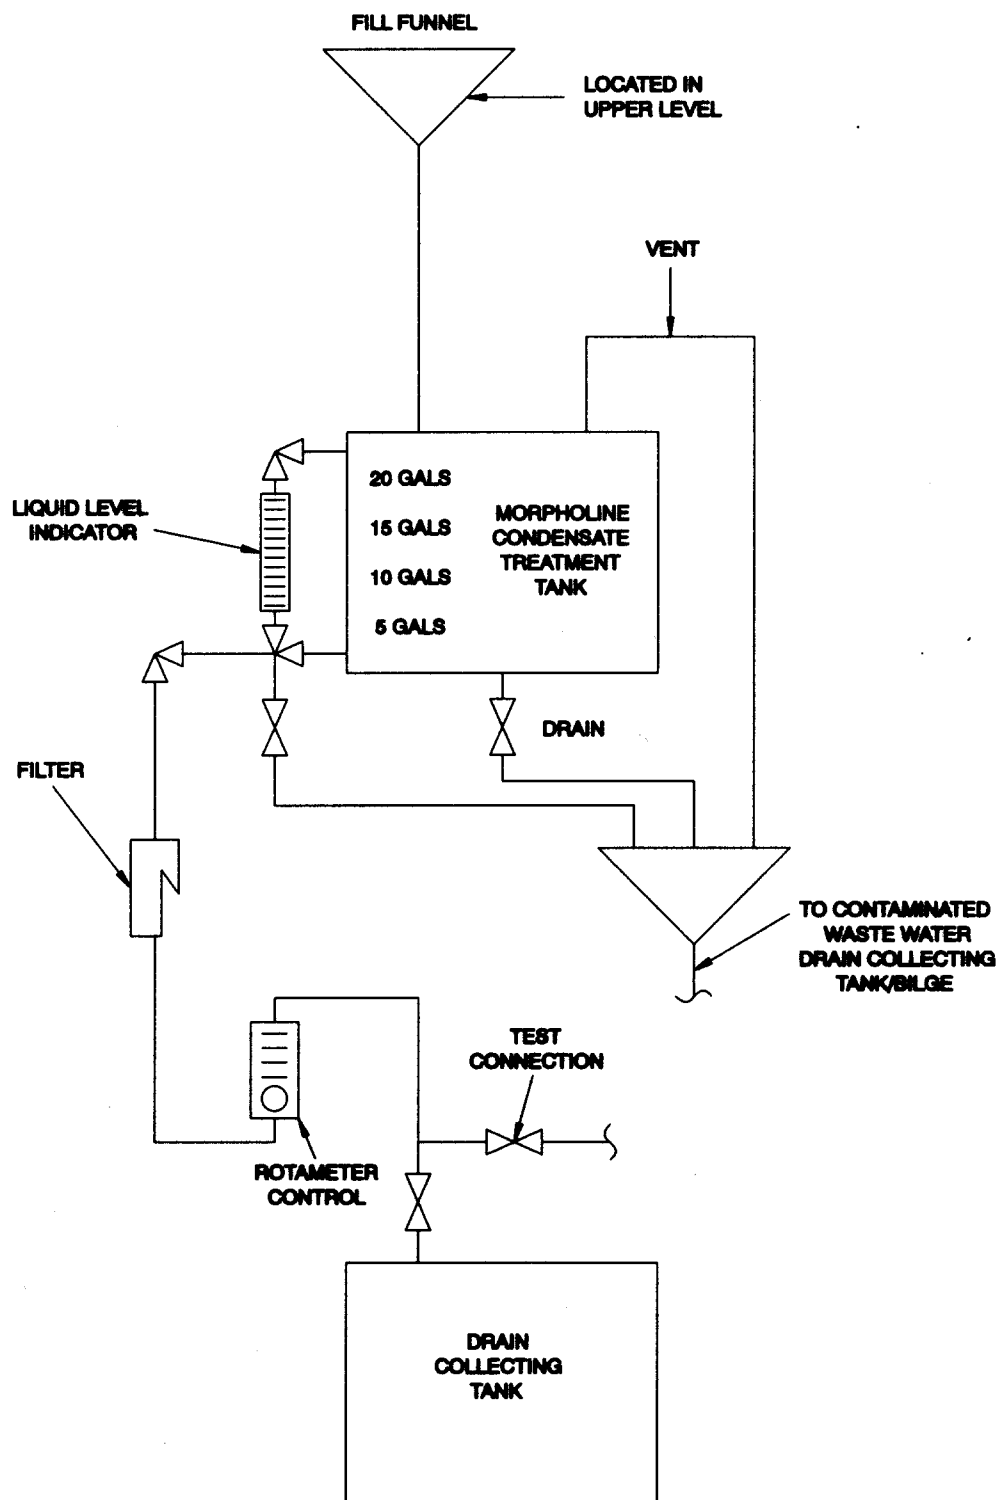 FILL FUNNEL
LOCATED IN
UPPER LEVEL
VENT
20 GALS
15 GALS
10 GALS
5 GALS
MORPHOLINE
CONDENSATE
TREATMENT
TANK
LIQUID LEVEL
INDICATOR
DRAIN
FILTER
TO CONTAMINATED
WASTE WATER
DRAIN COLLECTING
TANK/BILGE
TEST
CONNECTION
ROTAMETER
CONTROL
DRAIN
COLLECTING
TANK